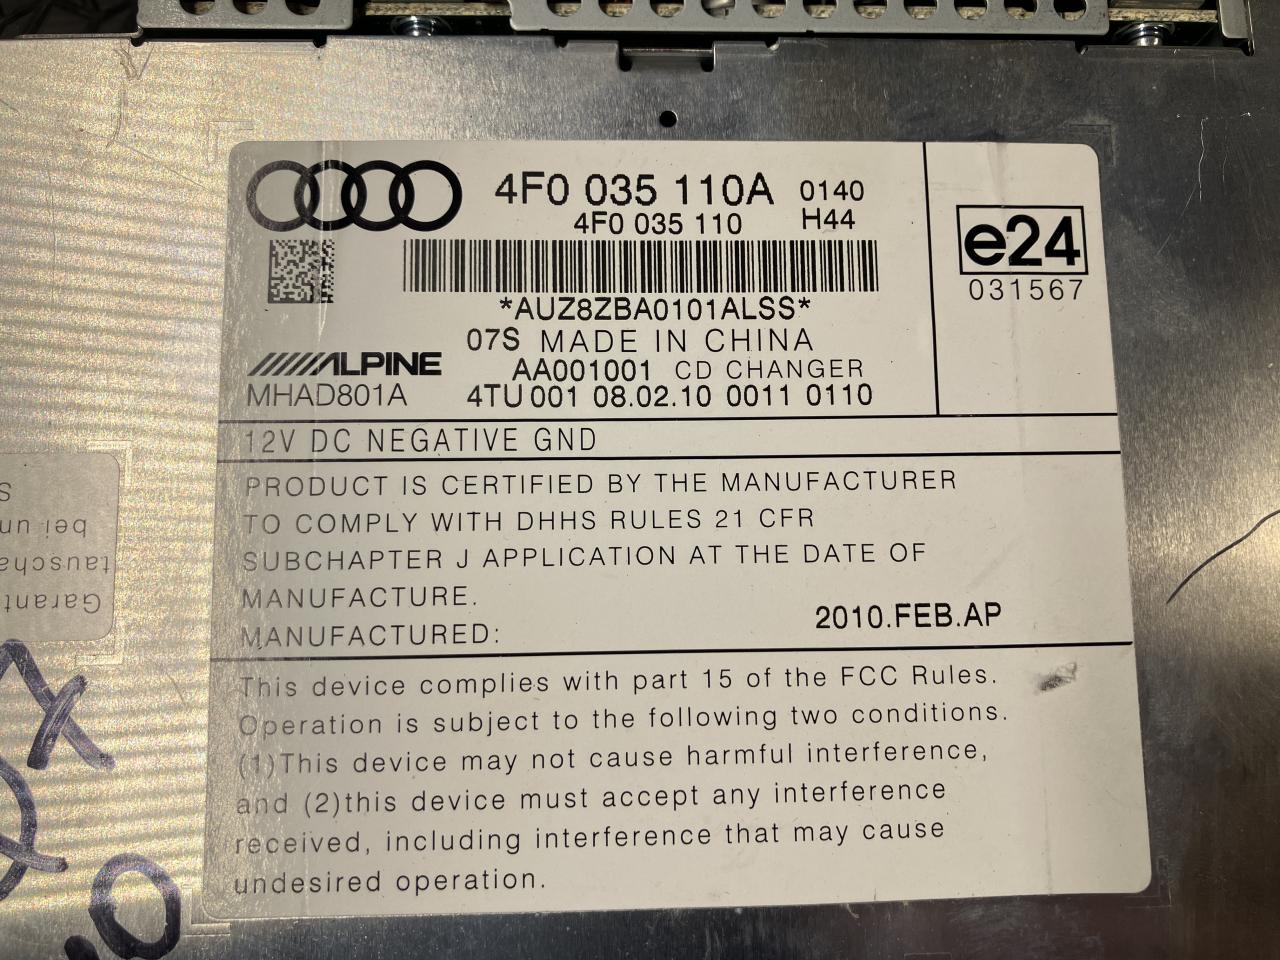 4F0 035 110A 0140
4F0 035 110 H44
e24
031567
*AUZ8ZBA0101ALSS*
07S MADE IN CHINA
ALPINE AA001001 CD CHANGER
MHAD801A 4TU 001 08.02.10 0011 0110
12V DC NEGATIVE GND
PRODUCT IS CERTIFIED BY THE MANUFACTURER
TO COMPLY WITH DHHS RULES 21 CFR
SUBCHAPTER J APPLICATION AT THE DATE OF
MANUFACTURE.
MANUFACTURED: 2010.FEB.AP
This device complies with part 15 of the FCC Rules.
Operation is subject to the following two conditions.
(1)This device may not cause harmful interference,
and (2)this device must accept any interference
received, including interference that may cause
undesired operation.
bei